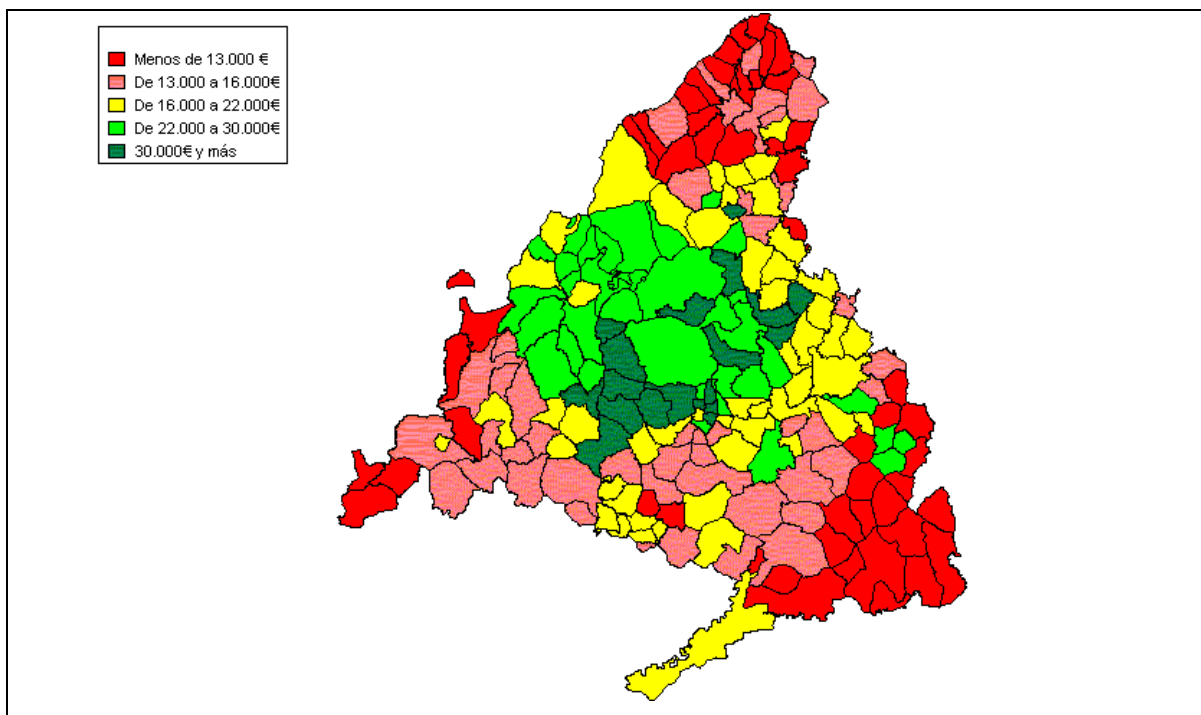 Menos de 13.000 €
De 13.000 a 16.000€
De 16.000 a 22.000€
De 22.000 a 30.000€
30.000€ y más